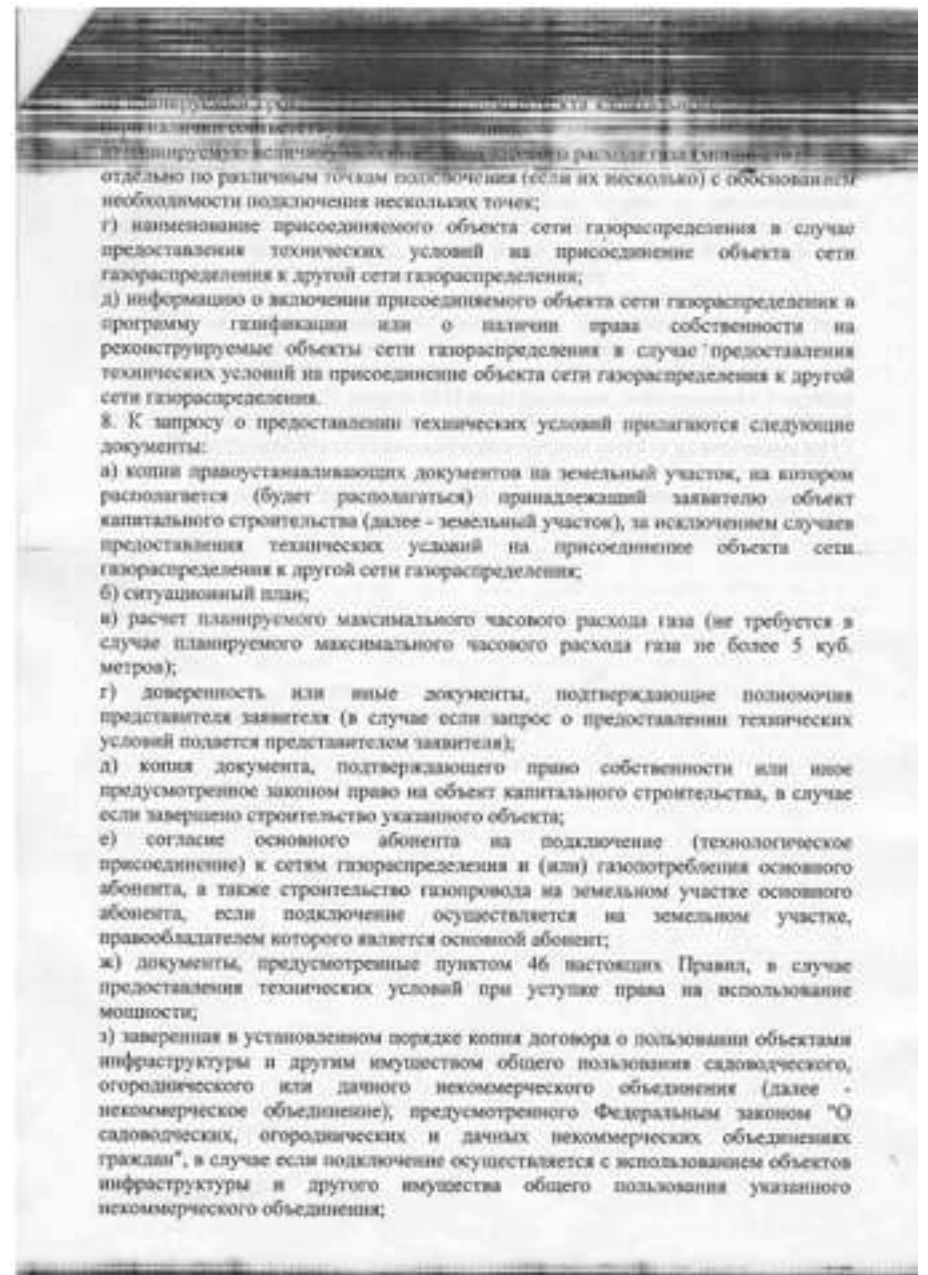 планируемую величину расхода газа
отдельно по различным точкам подключения (если их несколько) с обоснованием
необходимости подключения нескольких точек;
г) наименование присоединяемого объекта сети газораспределения в случае
предоставления технических условий на присоединение объекта сети
газораспределения к другой сети газораспределения;
д) информацию о включении присоединяемого объекта сети газораспределения в
программу газификации или о наличии права собственности на
реконструируемые объекты сети газораспределения в случае предоставления
технических условий на присоединение объекта сети газораспределения к другой
сети газораспределения.
8. К запросу о предоставлении технических условий прилагаются следующие
документы:
а) копии правоустанавливающих документов на земельный участок, на котором
располагается (будет располагаться) принадлежащий заявителю объект
капитального строительства (далее - земельный участок), за исключением случаев
предоставления технических условий на присоединение объекта сети
газораспределения к другой сети газораспределения;
б) ситуационный план;
в) расчет планируемого максимального часового расхода газа (не требуется в
случае планируемого максимального часового расхода газа не более 5 куб.
метров);
г) доверенность или иные документы, подтверждающие полномочия
представителя заявителя (в случае если запрос о предоставлении технических
условий подается представителем заявителя);
д) копия документа, подтверждающего право собственности или иное
предусмотренное законом право на объект капитального строительства, в случае
если завершено строительство указанного объекта;
е) согласие основного абонента на подключение (технологическое
присоединение) к сетям газораспределения и (или) газопотребления основного
абонента, а также строительство газопровода на земельном участке основного
абонента, если подключение осуществляется на земельном участке,
правообладателем которого является основной абонент;
ж) документы, предусмотренные пунктом 46 настоящих Правил, в случае
предоставления технических условий при уступке права на использование
мощности;
з) заверенная в установленном порядке копия договора о пользовании объектами
инфраструктуры и другим имуществом общего пользования садоводческого,
огороднического или дачного некоммерческого объединения (далее -
некоммерческое объединение), предусмотренного Федеральным законом "О
садоводческих, огороднических и дачных некоммерческих объединениях
граждан", в случае если подключение осуществляется с использованием объектов
инфраструктуры и другого имущества общего пользования указанного
некоммерческого объединения;